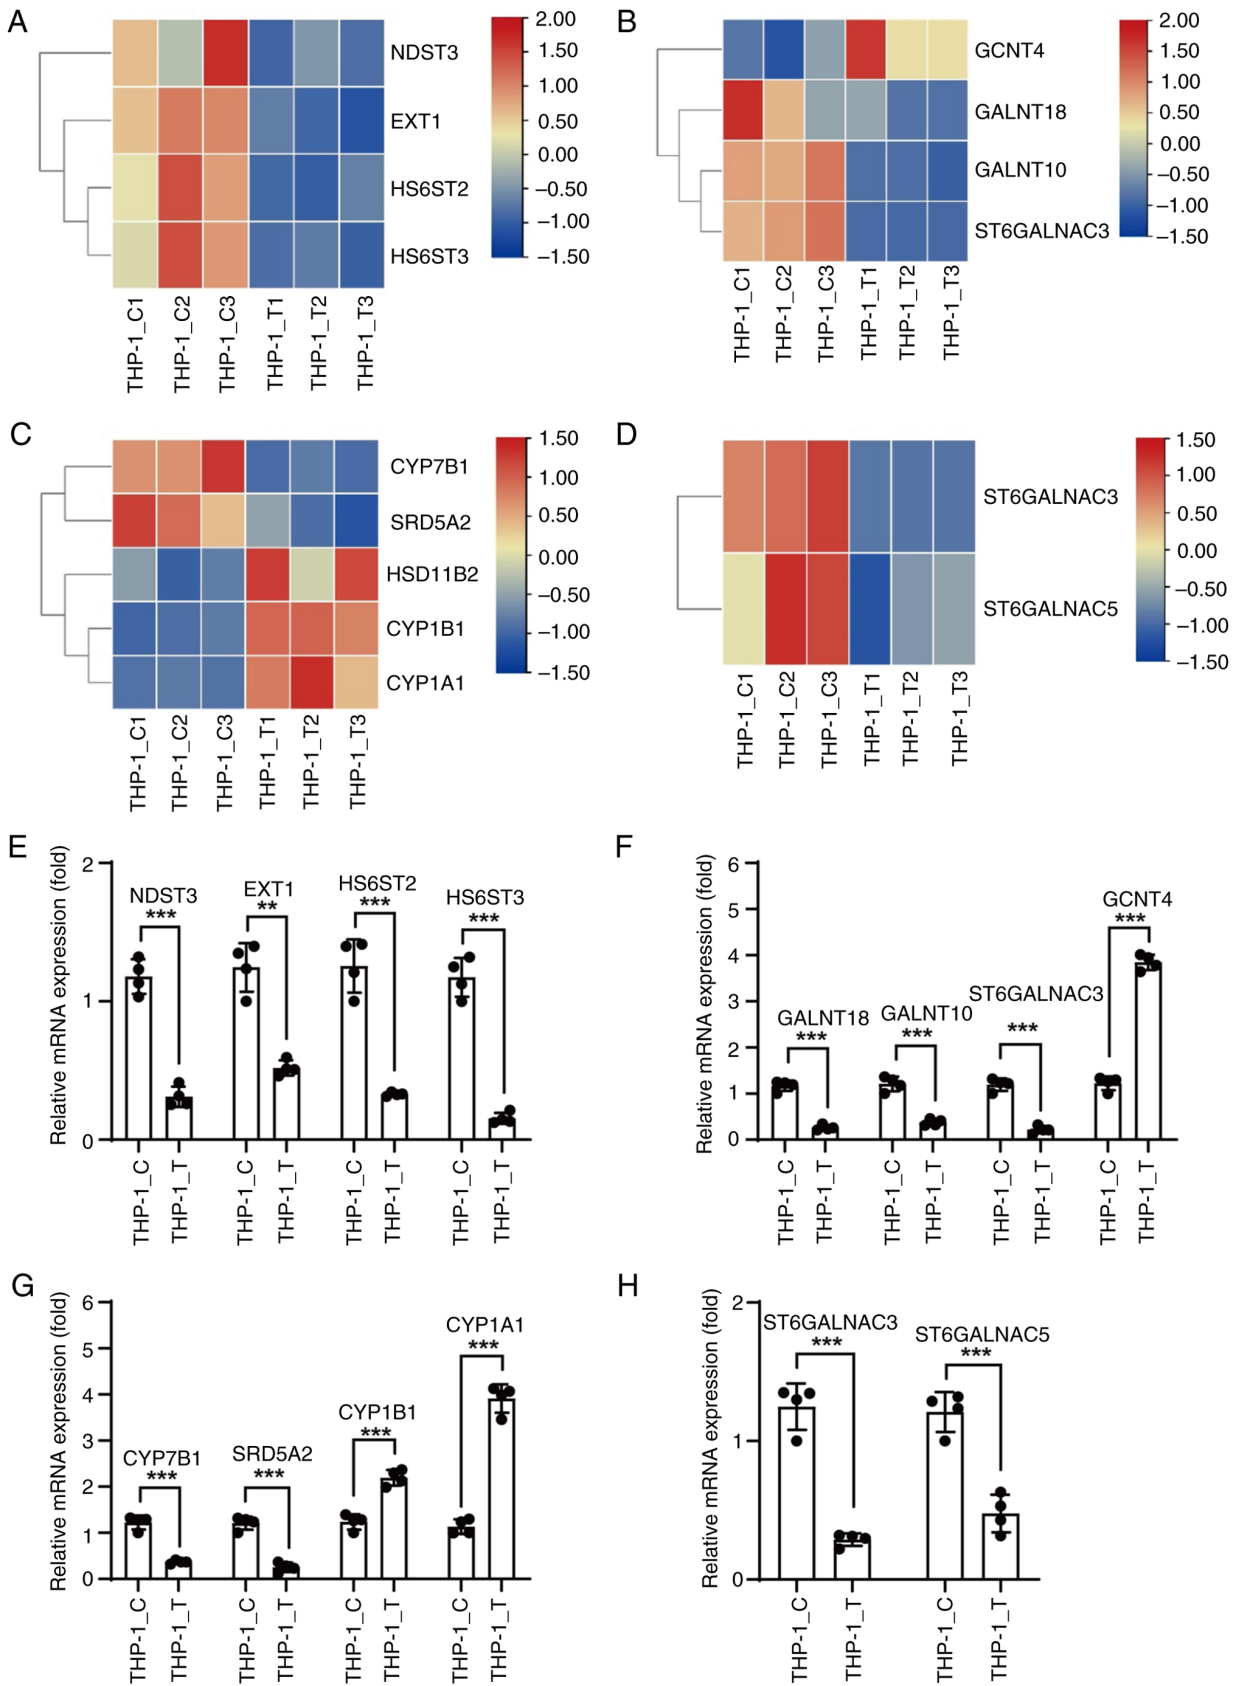 A
NDST3
EXT1
HS6ST2
HS6ST3
2.00
1.50
1.00
0.50
0.00
−0.50
−1.00
−1.50
THP-1_C1
THP-1_C2
THP-1_C3
THP-1_T1
THP-1_T2
THP-1_T3
B
GCNT4
GALNT18
GALNT10
ST6GALNAC3
2.00
1.50
1.00
0.50
0.00
−0.50
−1.00
−1.50
THP-1_C1
THP-1_C2
THP-1_C3
THP-1_T1
THP-1_T2
THP-1_T3
C
CYP7B1
SRD5A2
HSD11B2
CYP1B1
CYP1A1
1.50
1.00
0.50
0.00
−0.50
−1.00
−1.50
THP-1_C1
THP-1_C2
THP-1_C3
THP-1_T1
THP-1_T2
THP-1_T3
D
ST6GALNAC3
ST6GALNAC5
1.50
1.00
0.50
0.00
−0.50
−1.00
−1.50
THP-1_C1
THP-1_C2
THP-1_C3
THP-1_T1
THP-1_T2
THP-1_T3
E
Relative mRNA expression (fold)
2
1
0
NDST3
***
EXT1
**
HS6ST2
***
HS6ST3
***
THP-1_C
THP-1_T
THP-1_C
THP-1_T
THP-1_C
THP-1_T
THP-1_C
THP-1_T
F
Relative mRNA expression (fold)
6
5
4
3
2
1
0
GALNT18
***
GALNT10
***
ST6GALNAC3
***
GCNT4
***
THP-1_C
THP-1_T
THP-1_C
THP-1_T
THP-1_C
THP-1_T
THP-1_C
THP-1_T
G
Relative mRNA expression (fold)
6
5
4
3
2
1
0
CYP7B1
***
SRD5A2
***
CYP1B1
***
CYP1A1
***
THP-1_C
THP-1_T
THP-1_C
THP-1_T
THP-1_C
THP-1_T
THP-1_C
THP-1_T
H
Relative mRNA expression (fold)
2
1
0
ST6GALNAC3
***
ST6GALNAC5
***
THP-1_C
THP-1_T
THP-1_C
THP-1_T